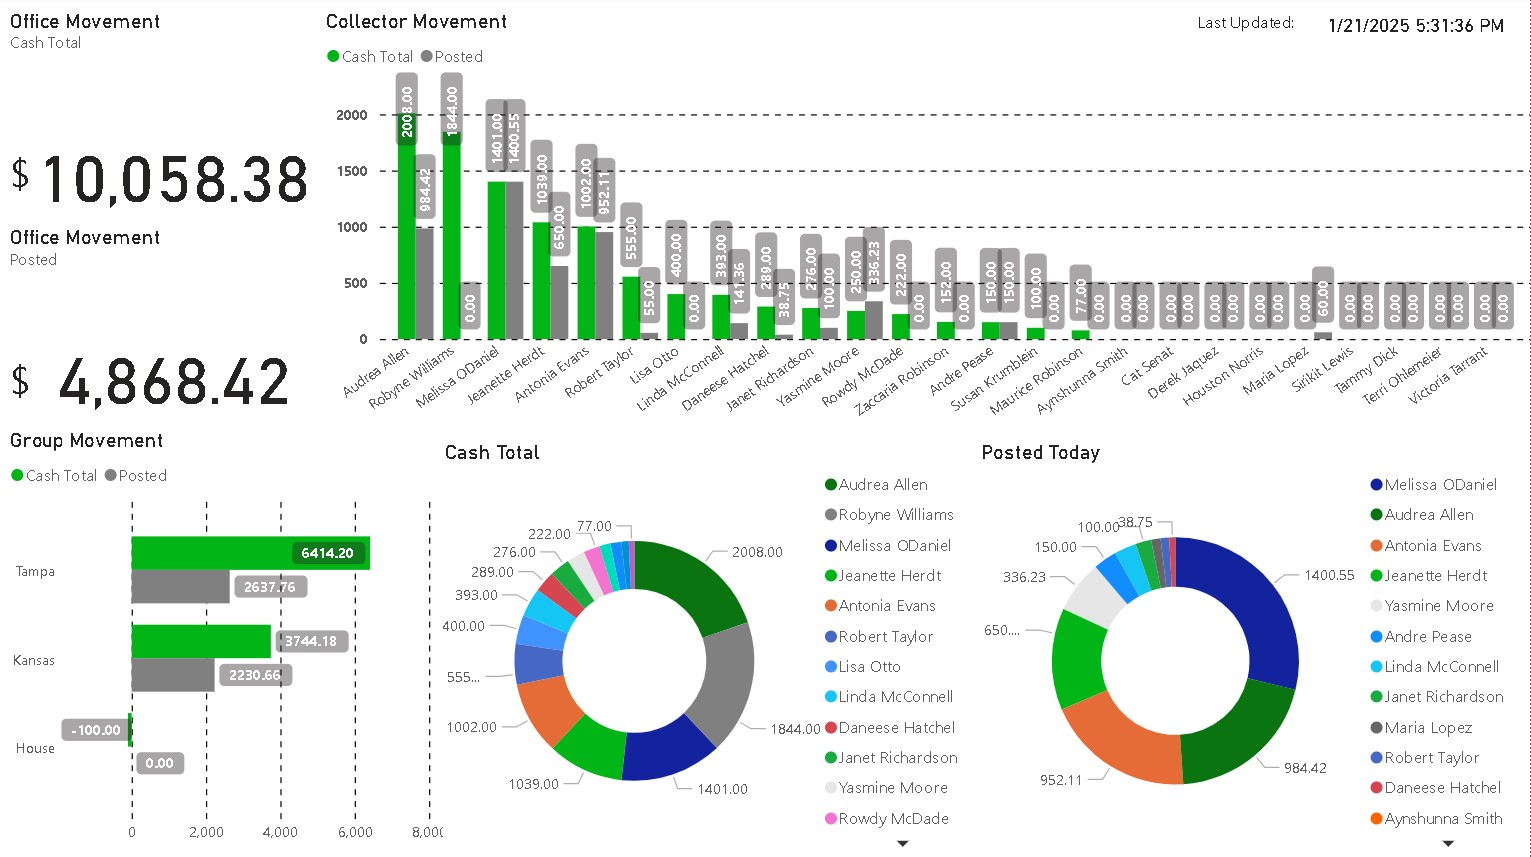 Office Movement
Cash Total
$ 10,058.38
Office Movement
Posted
$ 4,868.42
Collector Movement
Last Updated: 1/21/2025 5:31:36 PM
Cash Total Posted
2000
1500
1000
500
0
2008.00 984.42
1844.00 0.00
1401.00 1400.55
1039.00 650.00
1002.00 952.11
555.00 55.00
400.00 0.00
393.00 141.36
289.00 38.75
276.00 100.00
250.00 336.23
222.00 0.00
152.00 0.00
150.00 150.00
100.00 0.00
77.00 0.00
0.00 0.00
0.00 0.00
0.00 0.00
0.00 0.00
0.00 60.00
0.00 0.00
0.00 0.00
0.00 0.00
0.00 0.00
Audrea Allen
Robyne Williams
Melissa ODaniel
Jeanette Herdt
Antonia Evans
Robert Taylor
Lisa Otto
Linda McConnell
Daneese Hatchel
Janet Richardson
Yasmine Moore
Rowdy McDade
Zaccaria Robinson
Andre Pease
Susan Krumblein
Maurice Robinson
Aynshunna Smith
Cat Senat
Derek Jaquez
Houston Norris
Maria Lopez
Sirikit Lewis
Tammy Dick
Terri Ohlemeier
Victoria Tarrant
Group Movement
Cash Total Posted
Tampa
6414.20
2637.76
Kansas
3744.18
2230.66
House
-100.00
0.00
0 2,000 4,000 6,000 8,000
Cash Total
2008.00
1844.00
1401.00
1039.00
1002.00
555...
400.00
393.00
289.00
276.00
222.00
77.00
Audrea Allen
Robyne Williams
Melissa ODaniel
Jeanette Herdt
Antonia Evans
Robert Taylor
Lisa Otto
Linda McConnell
Daneese Hatchel
Janet Richardson
Yasmine Moore
Rowdy McDade
Posted Today
1400.55
984.42
952.11
650....
336.23
150.00
100.00
38.75
Melissa ODaniel
Audrea Allen
Antonia Evans
Jeanette Herdt
Yasmine Moore
Andre Pease
Linda McConnell
Janet Richardson
Maria Lopez
Robert Taylor
Daneese Hatchel
Aynshunna Smith